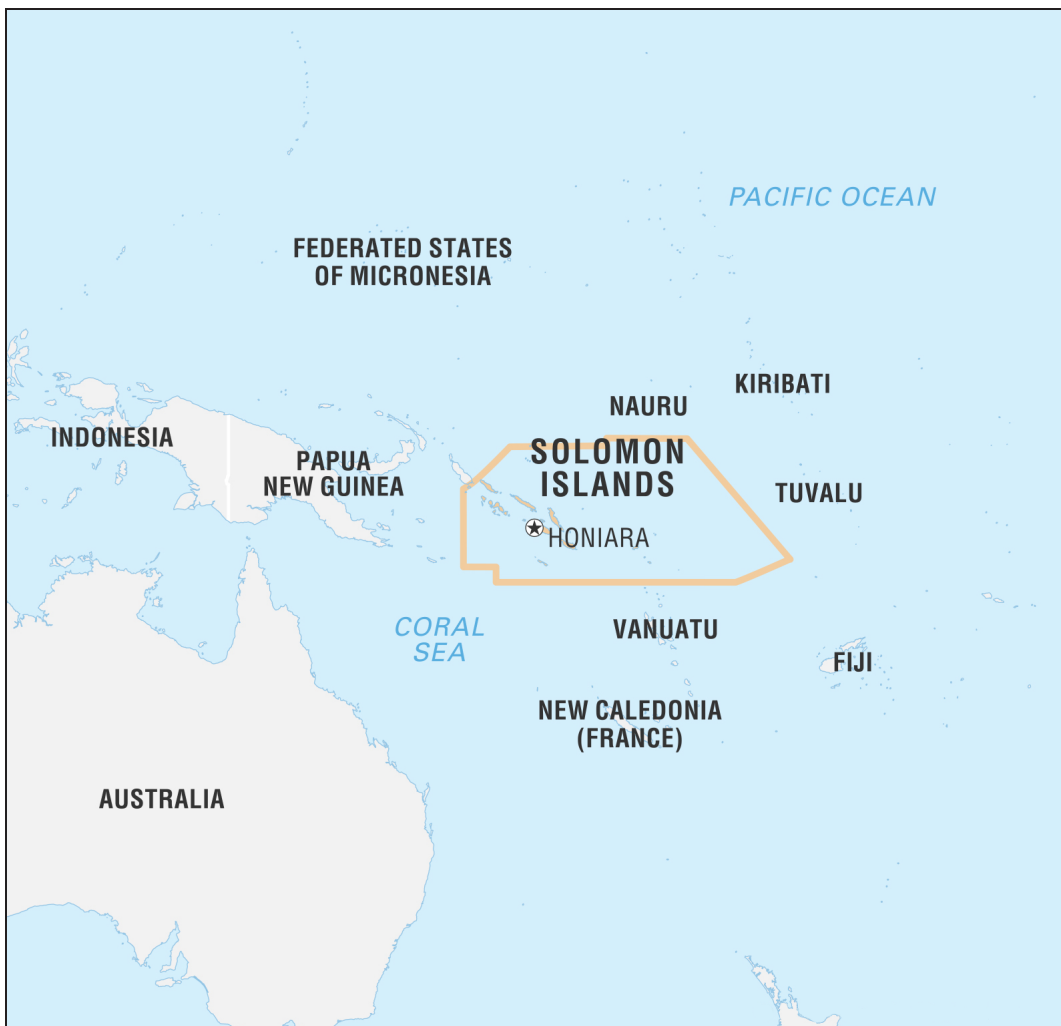 PACIFIC OCEAN
FEDERATED STATES
OF MICRONESIA
KIRIBATI
NAURU
INDONESIA
PAPUA
NEW GUINEA
SOLOMON
ISLANDS
TUVALU
HONIARA
CORAL
SEA
VANUATU
FIJI
NEW CALEDONIA
(FRANCE)
AUSTRALIA